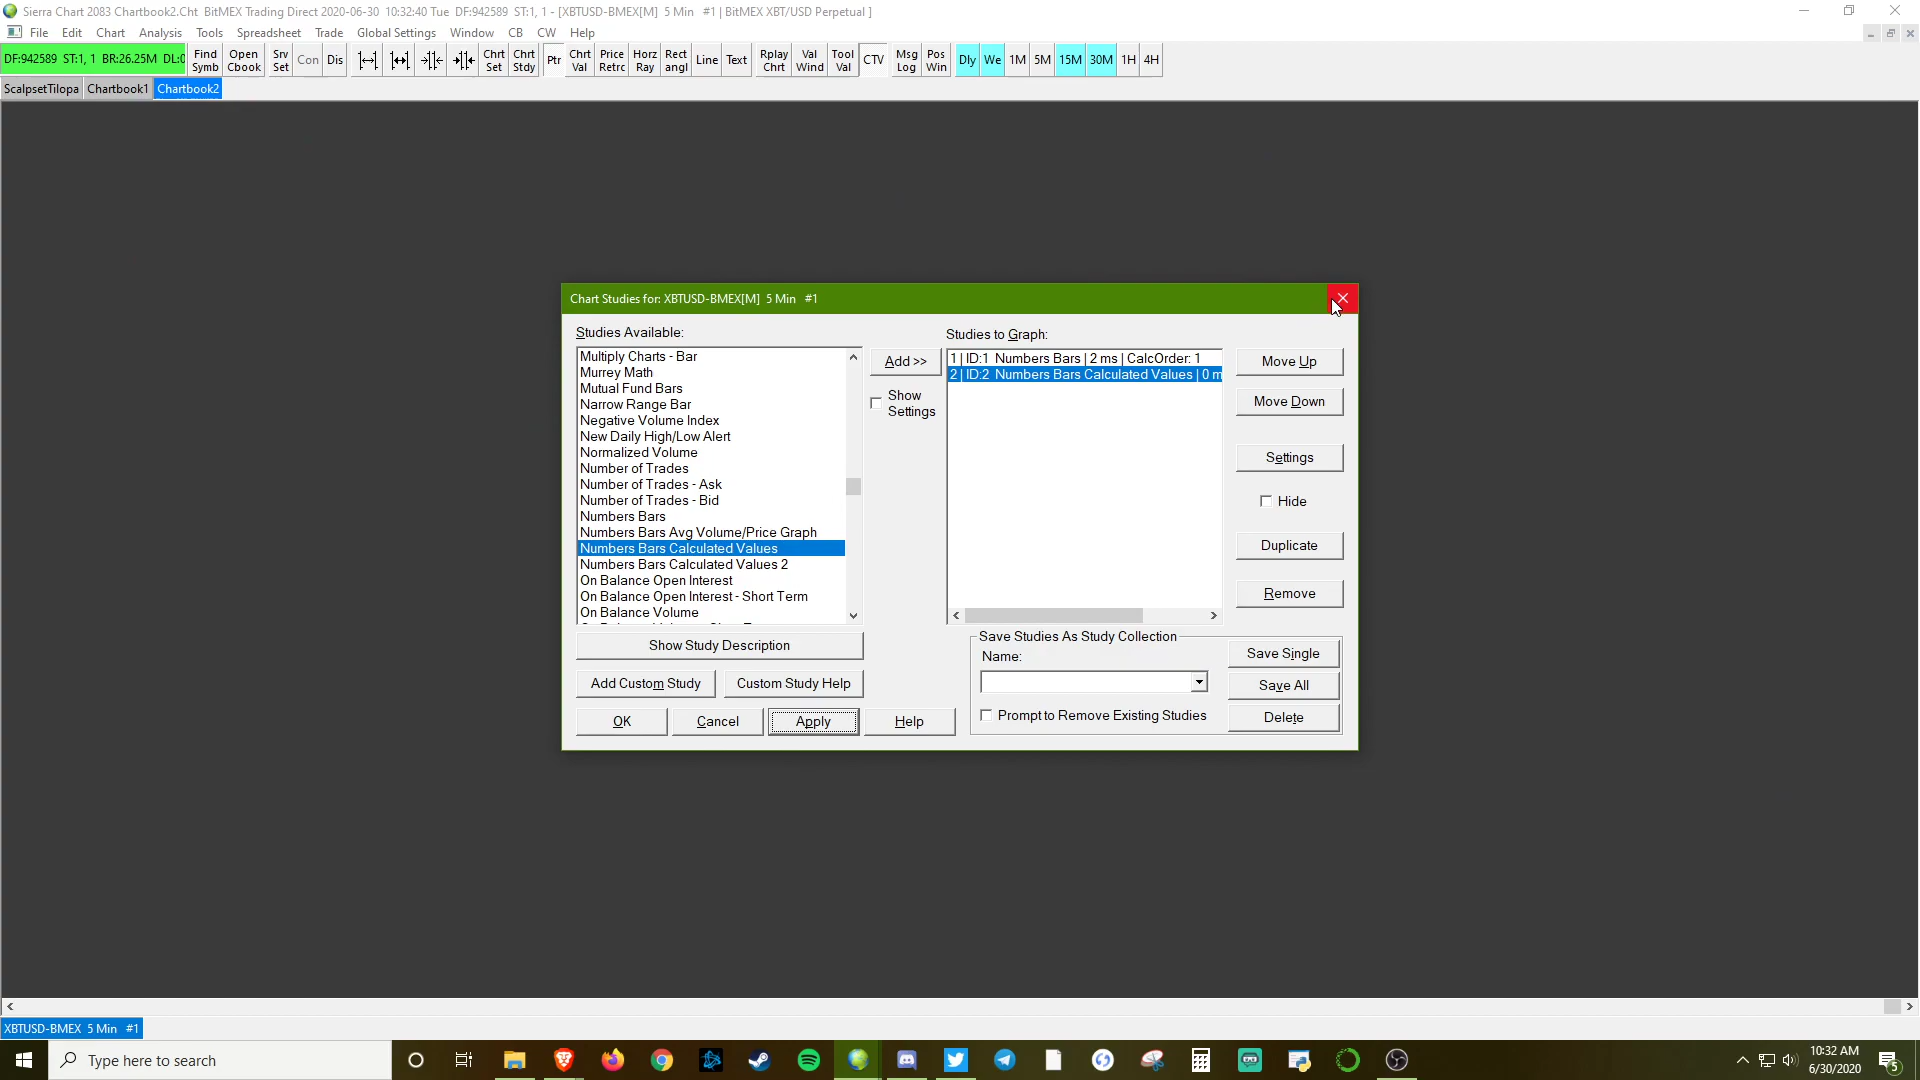 Sierra Chart 2083 Chartbook2.Cht BitMEX Trading Direct 2020-06-30 10:32:40 Tue DF:942589 ST:1, 1 - [XBTUSD-BMEX[M] 5 Min #1 | BitMEX XBT/USD Perpetual ]
File Edit Chart Analysis Tools Spreadsheet Trade Global Settings Window CB CW Help
DF:942589 ST:1, 1 BR:26.25M DL:0
Find Symb
Open Cbook
Srv Set
Con
Dis
Chrt Set
Chrt Stdy
Ptr
Chrt Val
Price Retrc
Horz Ray
Rect angl
Line
Text
Rplay Chrt
Val Wind
Tool Val
CTV
Msg Log
Pos Win
Dly
We
1M
5M
15M
30M
1H
4H
ScalpsetTilopa Chartbook1 Chartbook2
Chart Studies for: XBTUSD-BMEX[M] 5 Min #1
Studies Available:
Multiply Charts - Bar
Murrey Math
Mutual Fund Bars
Narrow Range Bar
Negative Volume Index
New Daily High/Low Alert
Normalized Volume
Number of Trades
Number of Trades - Ask
Number of Trades - Bid
Numbers Bars
Numbers Bars Avg Volume/Price Graph
Numbers Bars Calculated Values
Numbers Bars Calculated Values 2
On Balance Open Interest
On Balance Open Interest - Short Term
On Balance Volume
Show Study Description
Add Custom Study
Custom Study Help
OK
Cancel
Apply
Help
Add >>
Show
Settings
Studies to Graph:
1 | ID:1 Numbers Bars | 2 ms | CalcOrder: 1
2 | ID:2 Numbers Bars Calculated Values | 0 m
Move Up
Move Down
Settings
Hide
Duplicate
Remove
Save Studies As Study Collection
Name:
Prompt to Remove Existing Studies
Save Single
Save All
Delete
XBTUSD-BMEX 5 Min #1
Type here to search
10:32 AM
6/30/2020
5